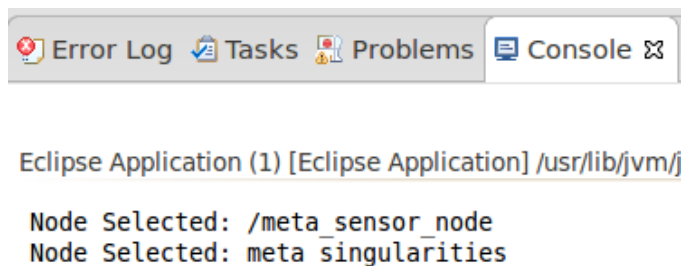 Error Log Tasks Problems Console
Eclipse Application (1) [Eclipse Application] /usr/lib/jvm/j
Node Selected: /meta_sensor_node
Node Selected: meta singularities